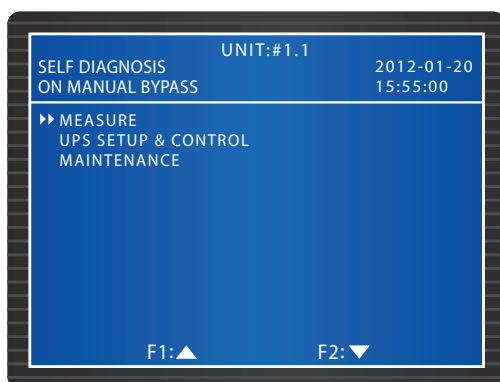 UNIT:#1.1
SELF DIAGNOSIS 2012-01-20
ON MANUAL BYPASS 15:55:00
MEASURE
UPS SETUP & CONTROL
MAINTENANCE
F1:▲ F2:▼